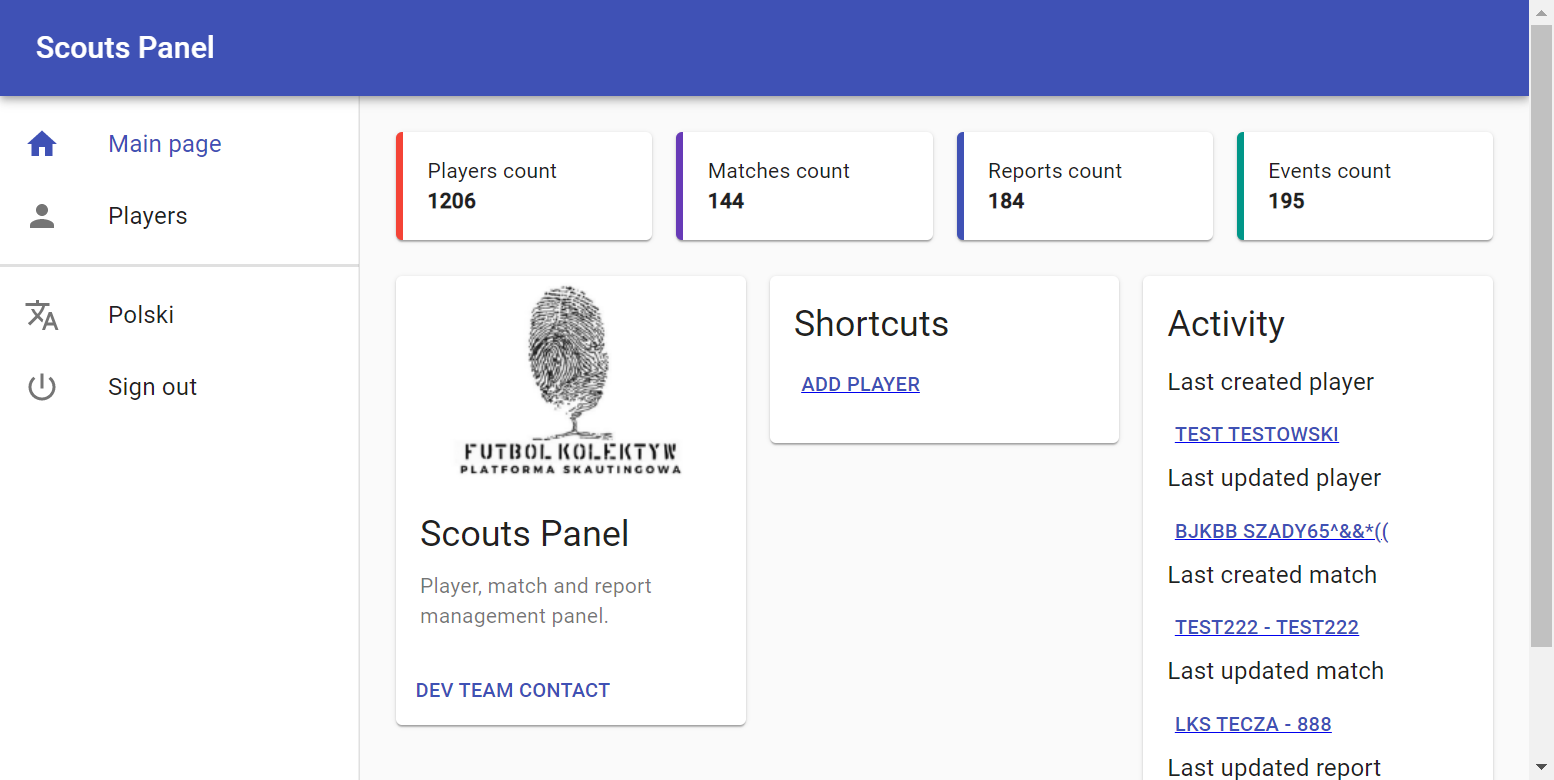 Scouts Panel
Main page
Players
Polski
Sign out
Players count
1206
Matches count
144
Reports count
184
Events count
195
FUTBOL KOLEKTYW
PLATFORMA SKAUTINGOWA
Scouts Panel
Player, match and report
management panel.
DEV TEAM CONTACT
Shortcuts
ADD PLAYER
Activity
Last created player
TEST TESTOWSKI
Last updated player
BJKBB SZADY65^&&*((
Last created match
TEST222 - TEST222
Last updated match
LKS TECZA - 888
Last updated report